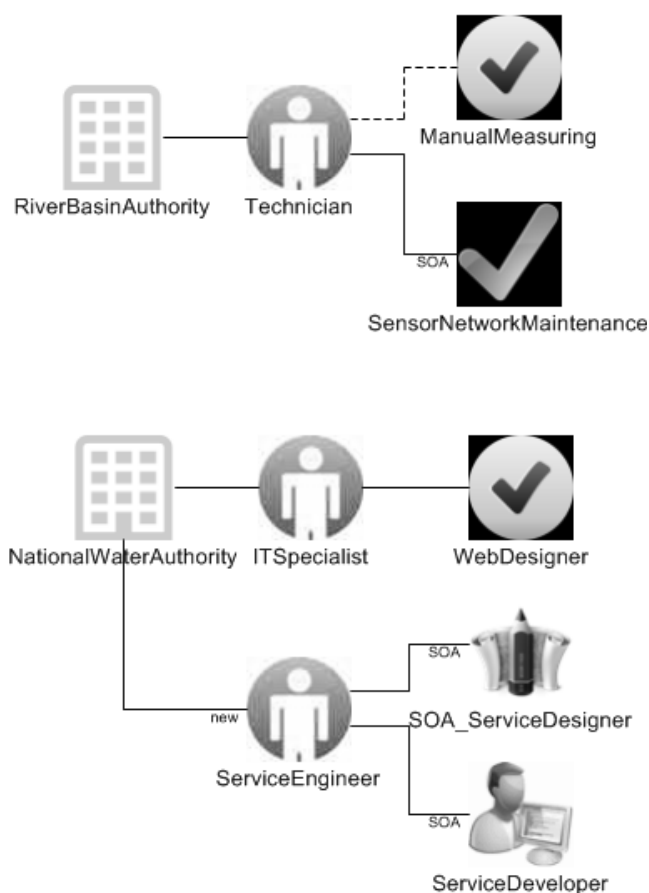 ManualMeasuring
RiverBasinAuthority
Technician
SOA
SensorNetworkMaintenance
NationalWaterAuthority
ITSpecialist
WebDesigner
SOA
new
SOA_ServiceDesigner
ServiceEngineer
SOA
ServiceDeveloper